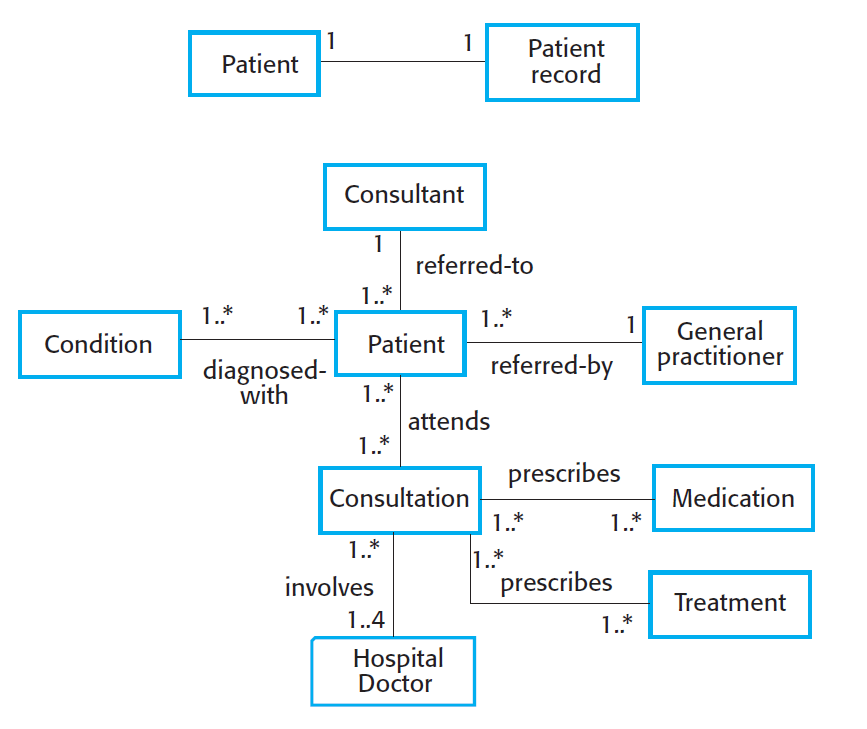 1
1
Patient
Patient
record
Consultant
1
referred-to
1..*
1..*
1..*
1..*
1
Condition
Patient
General
practitioner
diagnosed-
with
referred-by
1..*
attends
1..*
prescribes
Consultation
Medication
1..*
1..*
1..*
1..*
involves
prescribes
Treatment
1..4
1..*
Hospital
Doctor